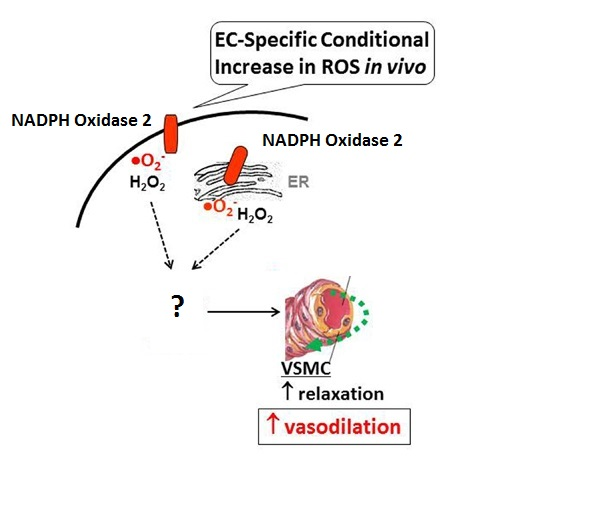 EC-Specific Conditional
Increase in ROS in vivo
NADPH Oxidase 2
NADPH Oxidase 2
•O₂⁻
H₂O₂
ER
•O₂⁻ H₂O₂
?
VSMC
↑ relaxation
↑ vasodilation